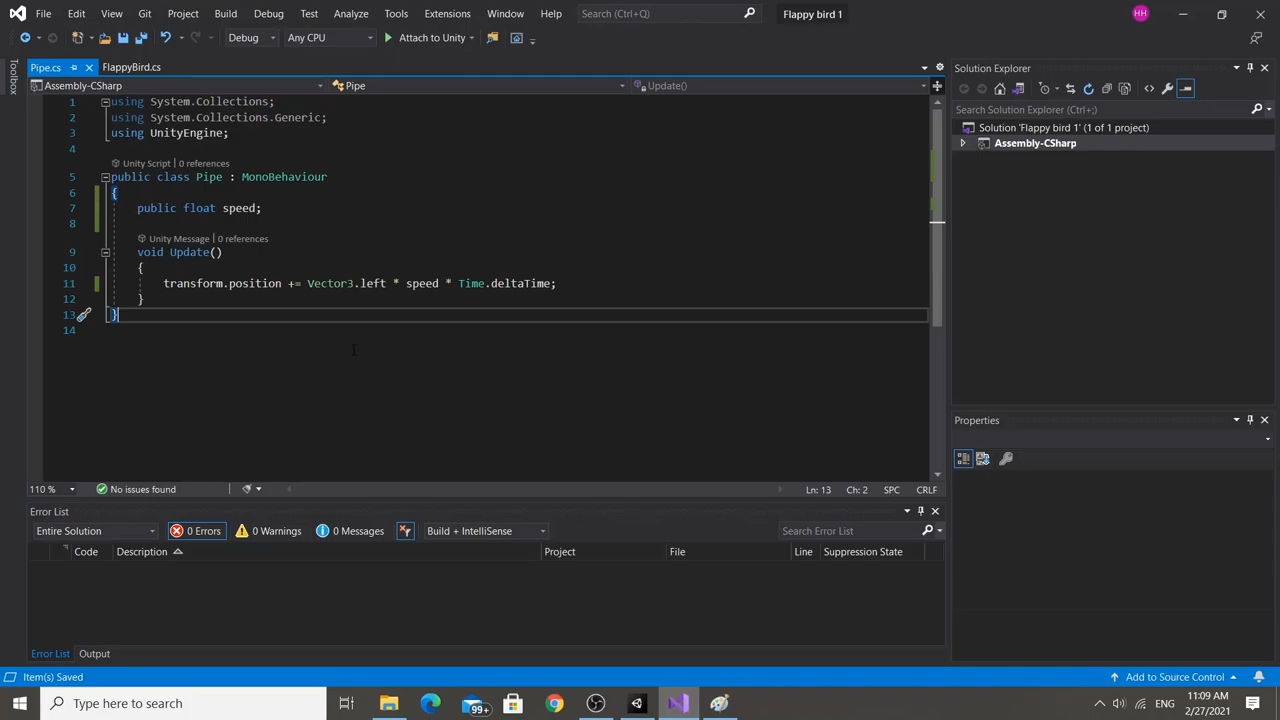 File Edit View Git Project Build Debug Test Analyze Tools Extensions Window Help Search (Ctrl+Q) Flappy bird 1 HH
Debug Any CPU Attach to Unity
Toolbox
Pipe.cs FlappyBird.cs
Assembly-CSharp Pipe Update()
1 using System.Collections;
2 using System.Collections.Generic;
3 using UnityEngine;
4
Unity Script | 0 references
5 public class Pipe : MonoBehaviour
6 {
7 public float speed;
8
Unity Message | 0 references
9 void Update()
10 {
11 transform.position += Vector3.left * speed * Time.deltaTime;
12 }
13 }
14
110 % No issues found Ln: 13 Ch: 2 SPC CRLF
Error List
Entire Solution 0 Errors 0 Warnings 0 Messages Build + IntelliSense Search Error List
Code Description Project File Line Suppression State
Error List Output
Solution Explorer
Search Solution Explorer (Ctrl+;)
Solution 'Flappy bird 1' (1 of 1 project)
Assembly-CSharp
Properties
Item(s) Saved Add to Source Control
Type here to search 99+ ENG 11:09 AM
2/27/2021